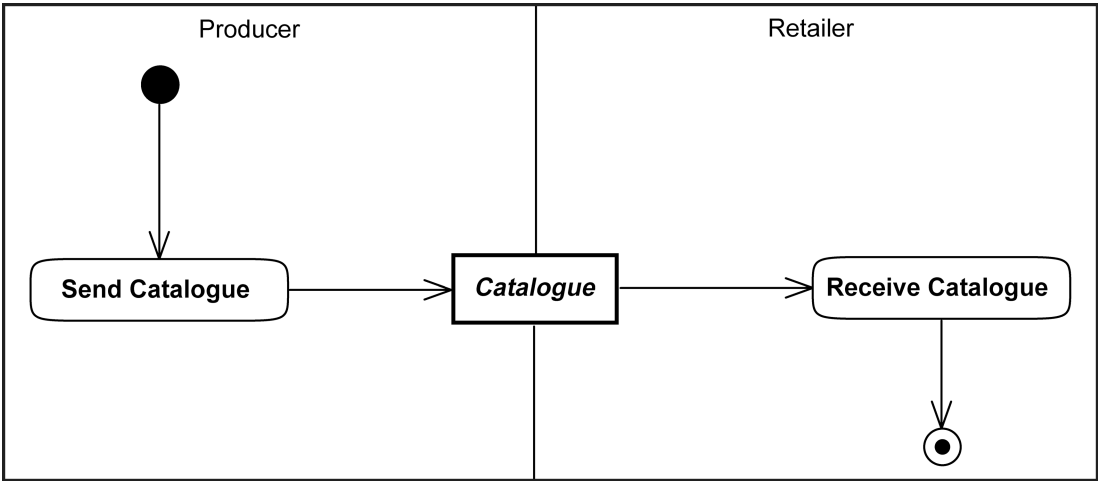 Producer
Retailer
Send Catalogue
Catalogue
Receive Catalogue